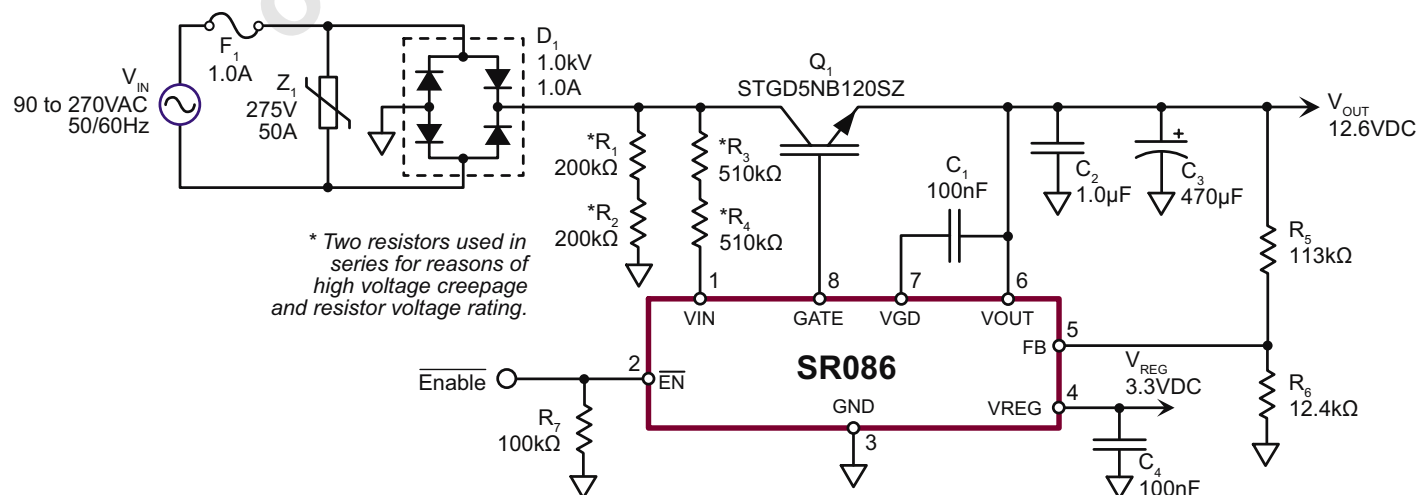 F₁
1.0A
V_IN
90 to 270VAC
50/60Hz
Z₁
275V
50A
D₁
1.0kV
1.0A
Q₁
STGD5NB120SZ
V_OUT
12.6VDC
*R₁
200kΩ
*R₂
200kΩ
*R₃
510kΩ
*R₄
510kΩ
C₁
100nF
C₂
1.0µF
+
C₃
470µF
R₅
113kΩ
* Two resistors used in
series for reasons of
high voltage creepage
and resistor voltage rating.
1
8
7
6
VIN
GATE
VGD
VOUT
5
FB
SR086
2
EN
Enable
V_REG
3.3VDC
4
VREG
GND
3
R₆
12.4kΩ
R₇
100kΩ
C₄
100nF